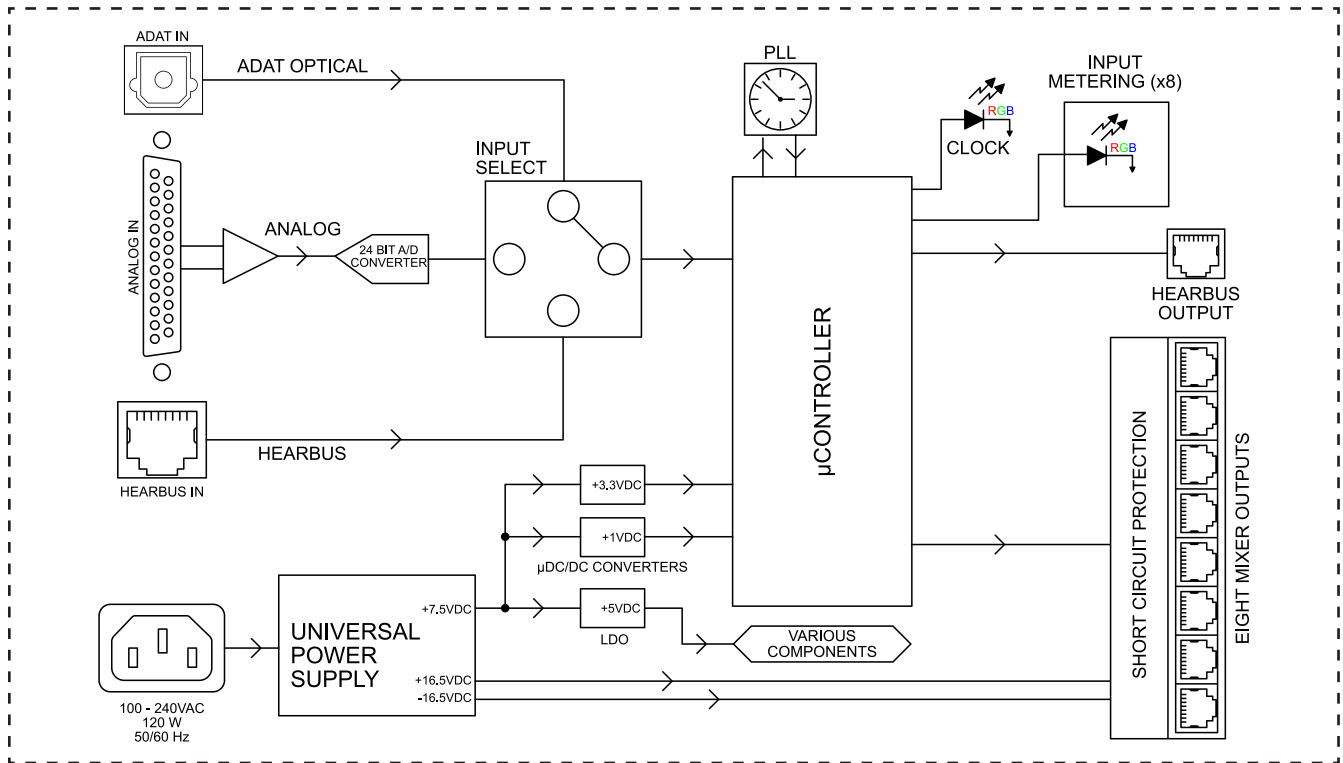 ADAT IN
ADAT OPTICAL
PLL
INPUT
METERING (x8)
RGB
CLOCK
RGB
INPUT
SELECT
ANALOG IN
ANALOG
24 BIT A/D
CONVERTER
µCONTROLLER
HEARBUS
OUTPUT
HEARBUS
HEARBUS IN
+3.3VDC
+1VDC
µDC/DC CONVERTERS
+5VDC
LDO
VARIOUS
COMPONENTS
UNIVERSAL
POWER
SUPPLY
+7.5VDC
+16.5VDC
-16.5VDC
100 - 240VAC
120 W
50/60 Hz
SHORT CIRCUIT PROTECTION
EIGHT MIXER OUTPUTS